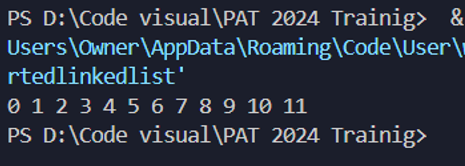 PS D:\Code visual\PAT 2024 Trainig> &
Users\Owner\AppData\Roaming\Code\User\
rtedlinkedlist'
0 1 2 3 4 5 6 7 8 9 10 11
PS D:\Code visual\PAT 2024 Trainig>